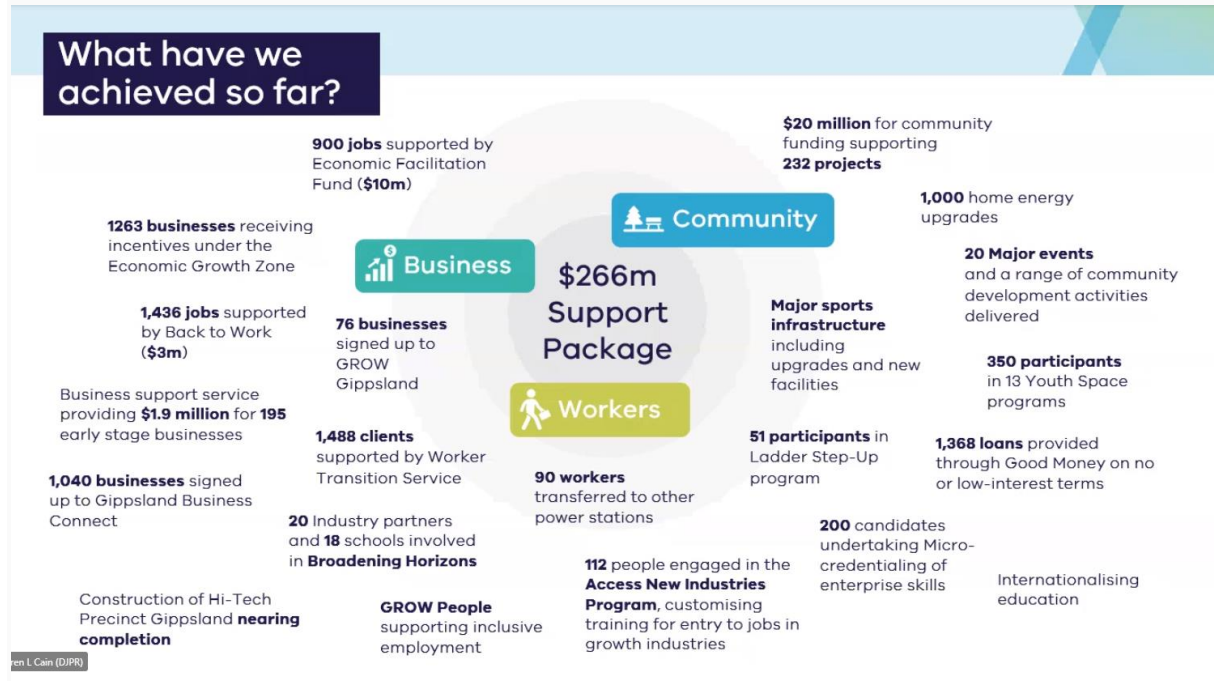 What have we
achieved so far?
900 jobs supported by
Economic Facilitation
Fund ($10m)
$20 million for community
funding supporting
232 projects
1263 businesses receiving
incentives under the
Economic Growth Zone
Community
1,000 home energy
upgrades
Business
$266m
Support
Package
20 Major events
and a range of community
development activities
delivered
1,436 jobs supported
by Back to Work
($3m)
76 businesses
signed up to
GROW
Gippsland
Major sports
infrastructure
including
upgrades and new
facilities
350 participants
in 13 Youth Space
programs
Business support service
providing $1.9 million for 195
early stage businesses
Workers
1,488 clients
supported by Worker
Transition Service
51 participants in
Ladder Step-Up
program
1,368 loans provided
through Good Money on no
or low-interest terms
1,040 businesses signed
up to Gippsland Business
Connect
90 workers
transferred to other
power stations
20 Industry partners
and 18 schools involved
in Broadening Horizons
200 candidates
undertaking Micro-
credentialing of
enterprise skills
112 people engaged in the
Access New Industries
Program, customising
training for entry to jobs in
growth industries
Internationalising
education
Construction of Hi-Tech
Precinct Gippsland nearing
completion
GROW People
supporting inclusive
employment
ren L Cain (DJPR)